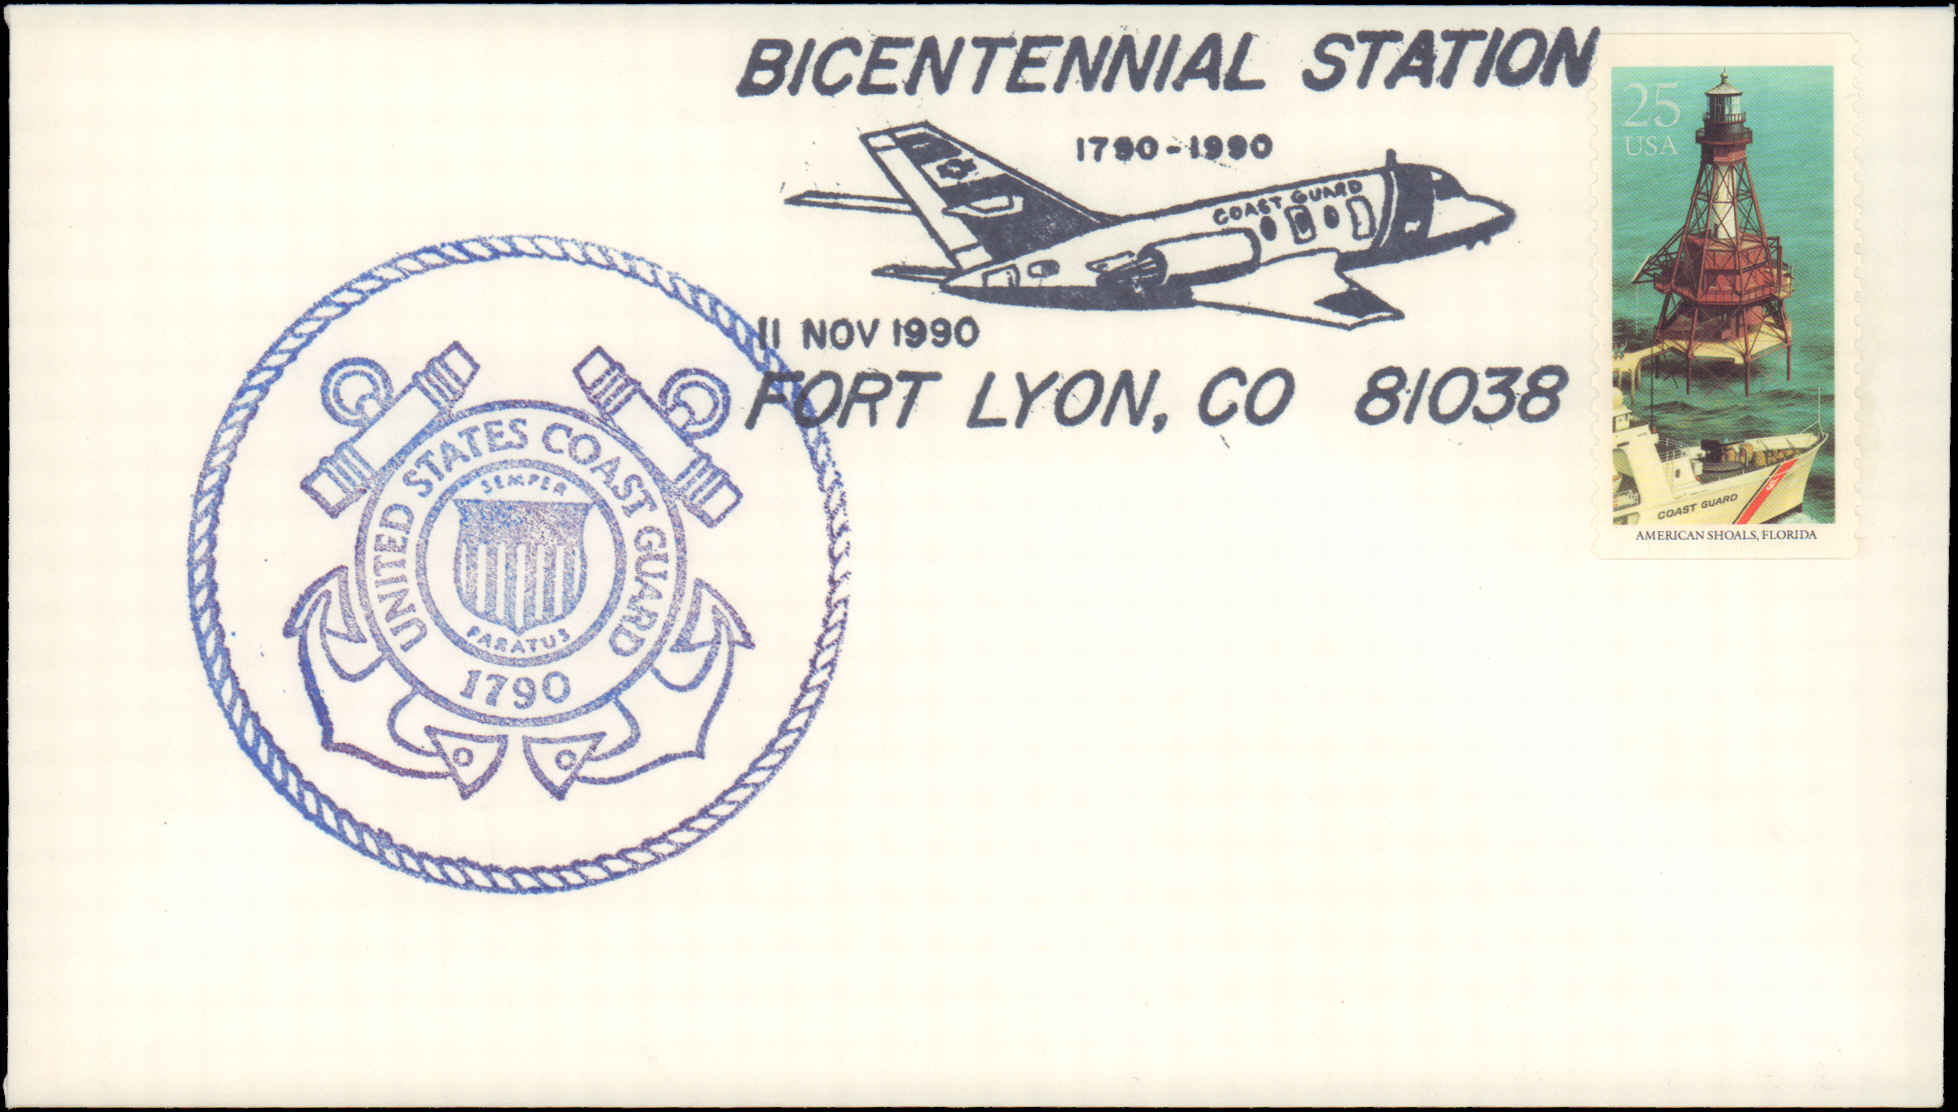 BICENTENNIAL STATION
1790-1990
COAST GUARD
11 NOV 1990
FORT LYON, CO 81038
25
USA
COAST GUARD
AMERICAN SHOALS, FLORIDA
UNITED STATES COAST GUARD
SEMPER
PARATUS
1790